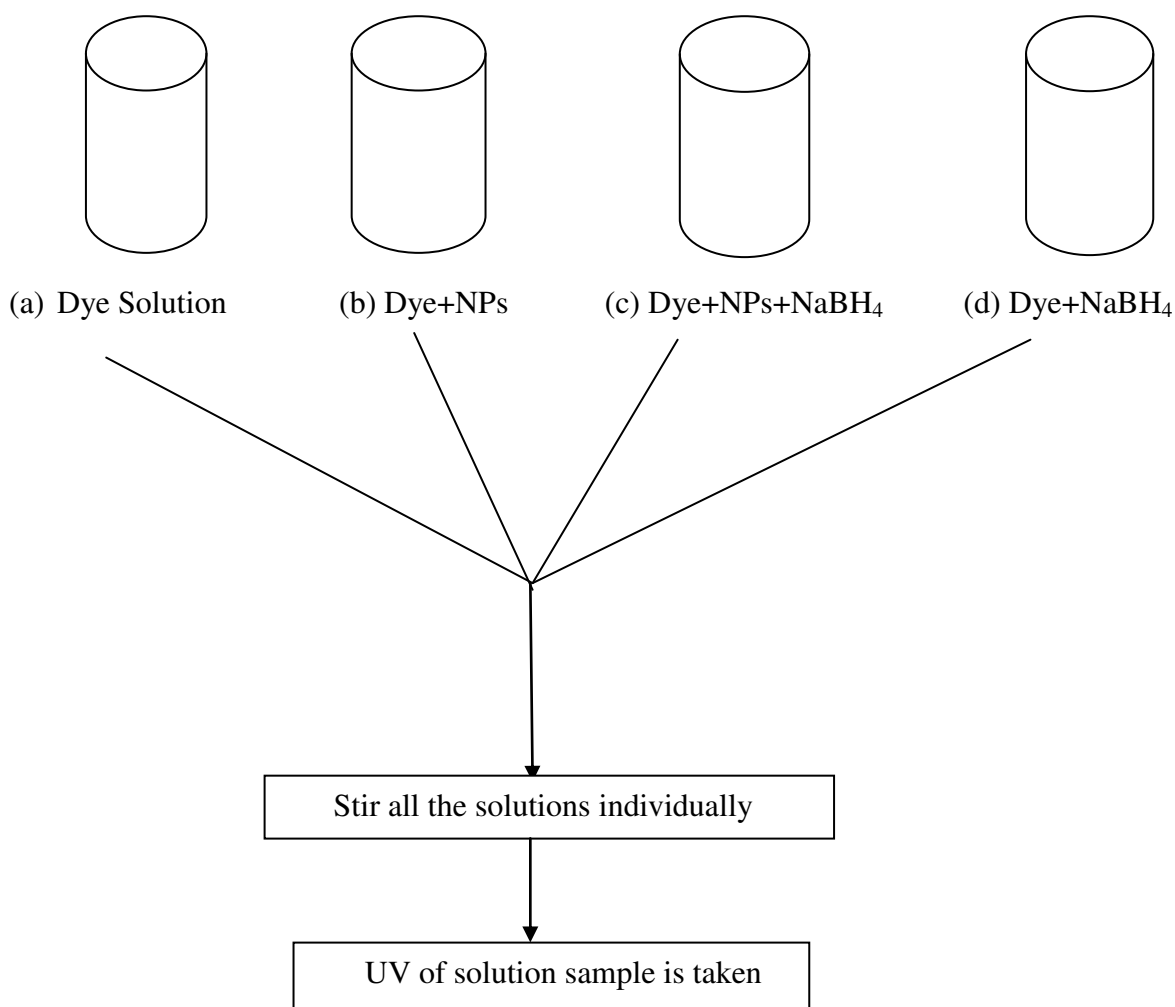 (a) Dye Solution (b) Dye+NPs (c) Dye+NPs+NaBH₄ (d) Dye+NaBH₄
Stir all the solutions individually
UV of solution sample is taken